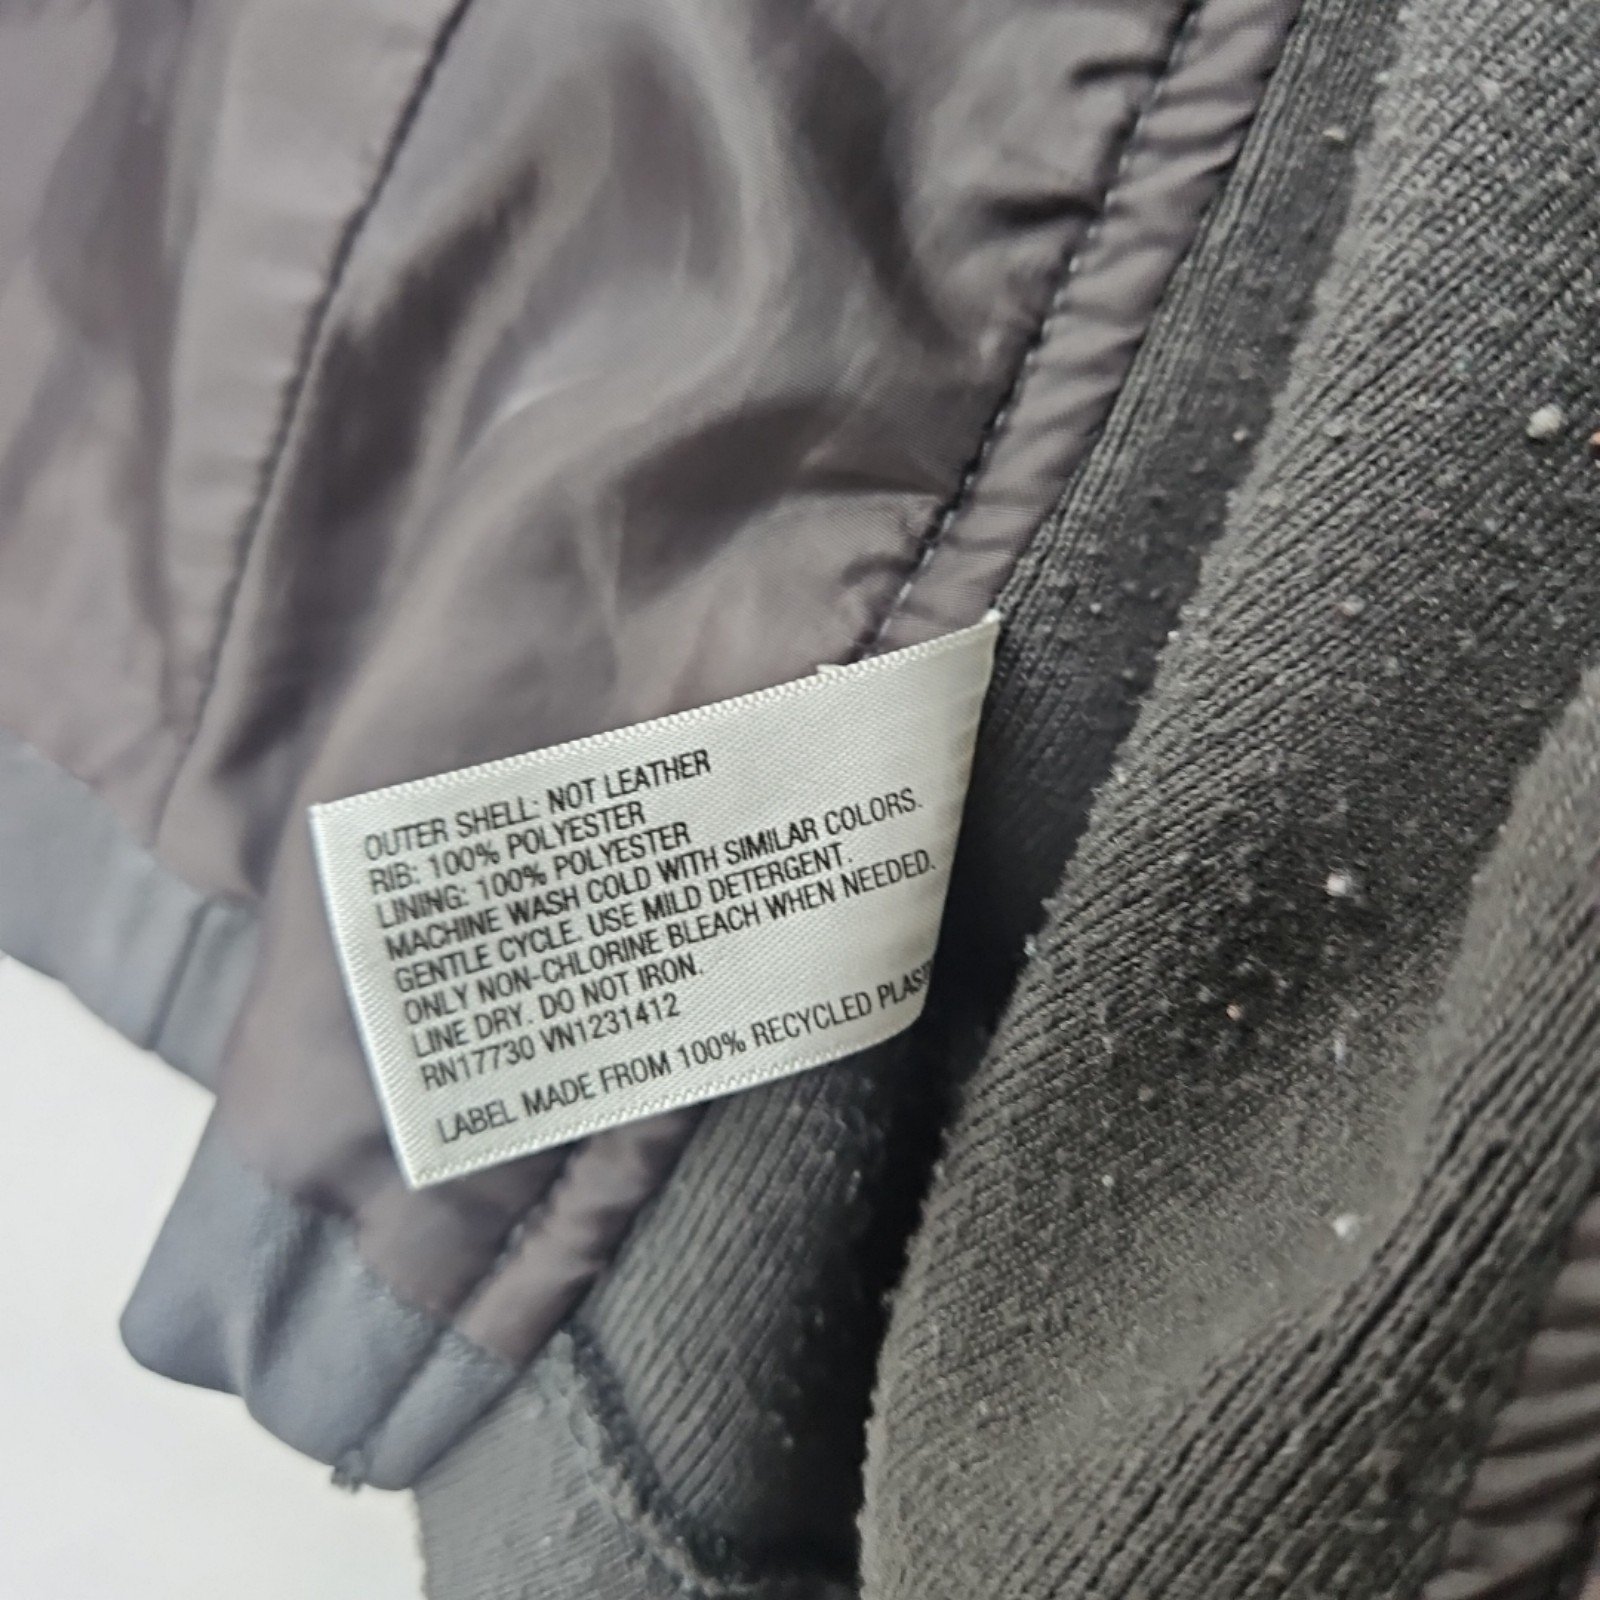 OUTER SHELL: NOT LEATHER
RIB: 100% POLYESTER
LINING: 100% POLYESTER
MACHINE WASH COLD WITH SIMILAR COLORS.
GENTLE CYCLE. USE MILD DETERGENT.
ONLY NON-CHLORINE BLEACH WHEN NEEDED.
LINE DRY. DO NOT IRON.
RN17730 VN1231412
LABEL MADE FROM 100% RECYCLED